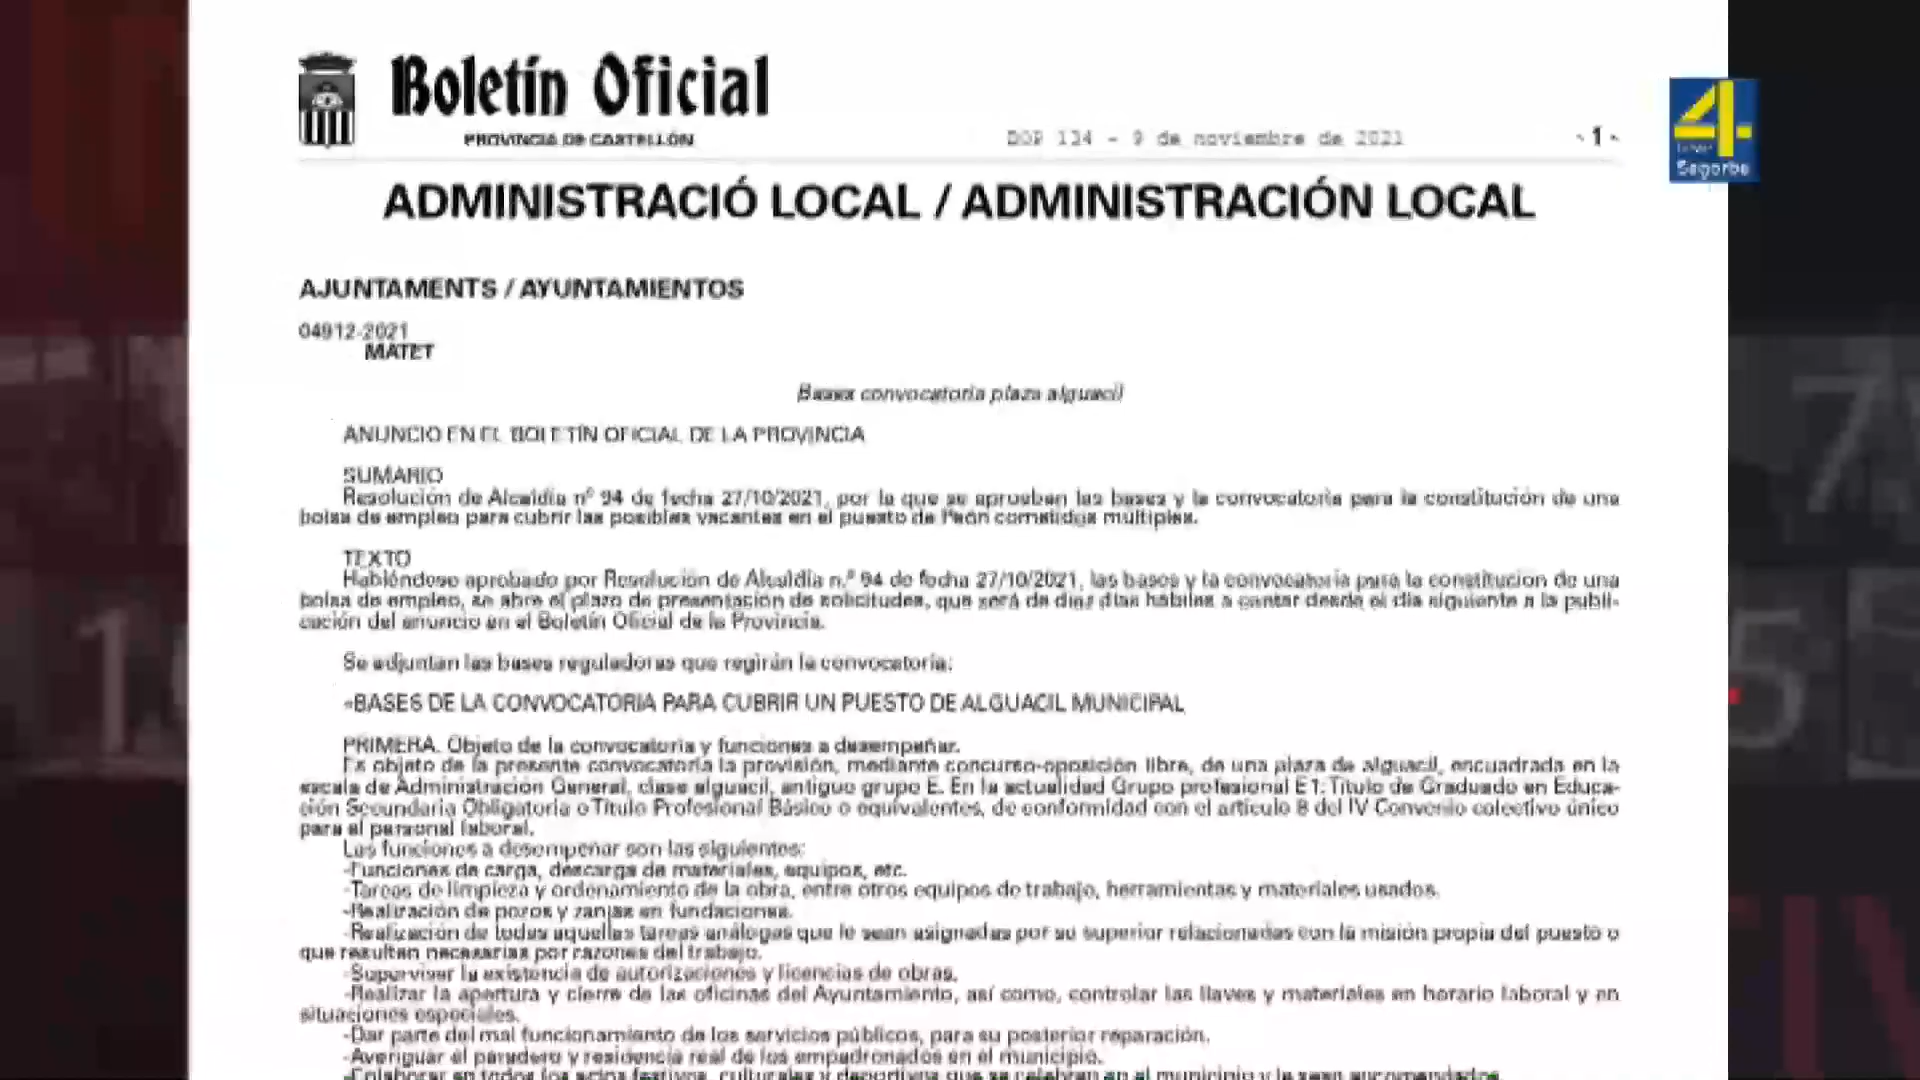 Boletín Oficial
PROVINCIA DE CASTELLÓN
BOP 134 - 9 de noviembre de 2021
- 1 -
4
Segorbe
ADMINISTRACIÓ LOCAL / ADMINISTRACIÓN LOCAL
AJUNTAMENTS / AYUNTAMIENTOS
04912-2021
MATET
Bases convocatoria plaza alguacil
ANUNCIO EN EL BOLETÍN OFICIAL DE LA PROVINCIA
SUMARIO
Resolución de Alcaldía nº 94 de fecha 27/10/2021, por la que se aprueban las bases y la convocatoria para la constitución de una
bolsa de empleo para cubrir las posibles vacantes en el puesto de Peón cometidos múltiples.
TEXTO
Habiéndose aprobado por Resolución de Alcaldía n.º 94 de fecha 27/10/2021, las bases y la convocatoria para la constitución de una
bolsa de empleo, se abre el plazo de presentación de solicitudes, que será de diez días hábiles a contar desde el día siguiente a la publi-
cación del anuncio en el Boletín Oficial de la Provincia.
Se adjuntan las bases reguladoras que regirán la convocatoria:
«BASES DE LA CONVOCATORIA PARA CUBRIR UN PUESTO DE ALGUACIL MUNICIPAL
PRIMERA. Objeto de la convocatoria y funciones a desempeñar.
Es objeto de la presente convocatoria la provisión, mediante concurso-oposición libre, de una plaza de alguacil, encuadrada en la
escala de Administración General, clase alguacil, antiguo grupo E. En la actualidad Grupo profesional E1: Título de Graduado en Educa-
ción Secundaria Obligatoria o Título Profesional Básico o equivalentes, de conformidad con el artículo 8 del IV Convenio colectivo único
para el personal laboral.
Las funciones a desempeñar son las siguientes:
-Funciones de carga, descarga de materiales, equipos, etc.
-Tareas de limpieza y ordenamiento de la obra, entre otros equipos de trabajo, herramientas y materiales usados.
-Realización de pozos y zanjas en fundaciones.
-Realización de todas aquellas tareas análogas que le sean asignadas por su superior relacionadas con la misión propia del puesto o
que resulten necesarias por razones del trabajo.
-Supervisar la existencia de autorizaciones y licencias de obras.
-Realizar la apertura y cierre de las oficinas del Ayuntamiento, así como, controlar las llaves y materiales en horario laboral y en
situaciones especiales.
-Dar parte del mal funcionamiento de los servicios públicos, para su posterior reparación.
-Averiguar el paradero y residencia real de los empadronados en el municipio.
-Colaborar en todos los actos festivos, culturales y deportivos que se celebren en el municipio y le sean encomendados.